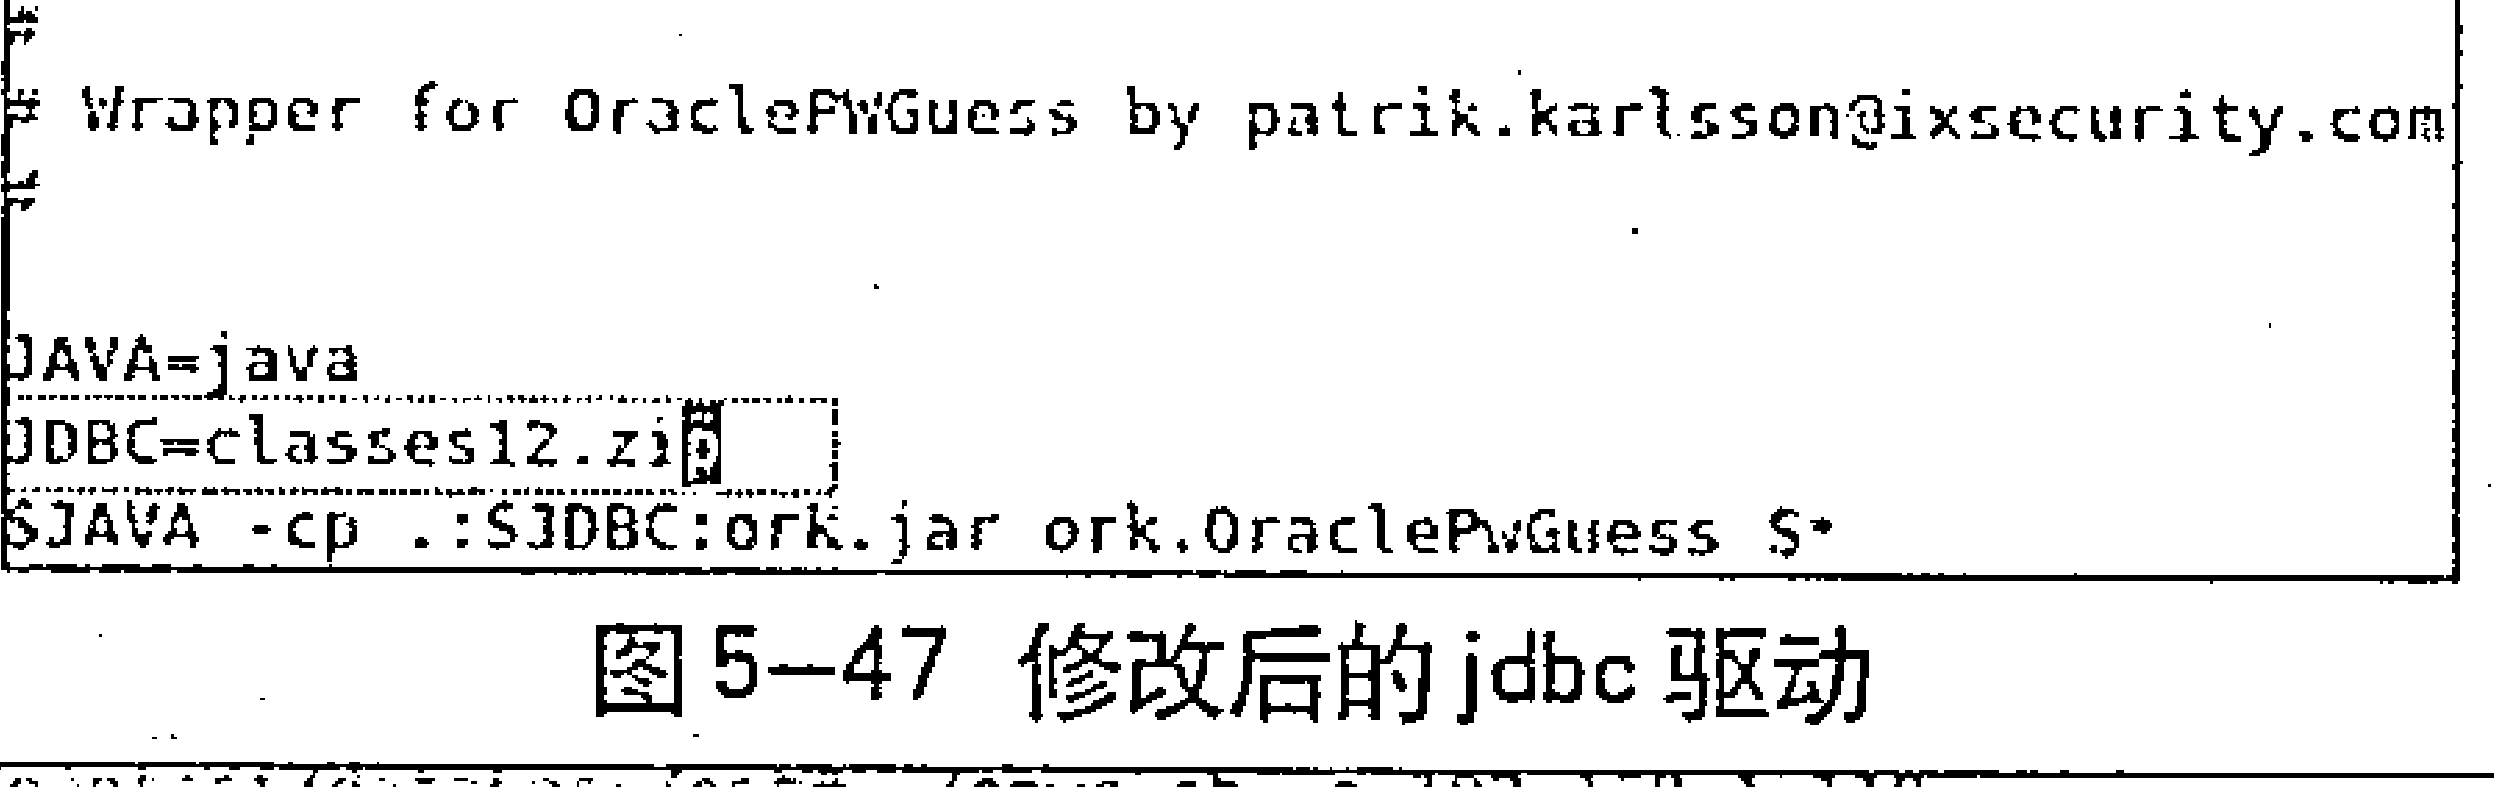 #
# Wrapper for OraclePWGuess by patrik.karlsson@ixsecurity.com
#
JAVA=java
JDBC=classes12.zip
$JAVA -cp .:$JDBC:ork.jar ork.OraclePwGuess $*
图5-47 修改后的jdbc驱动